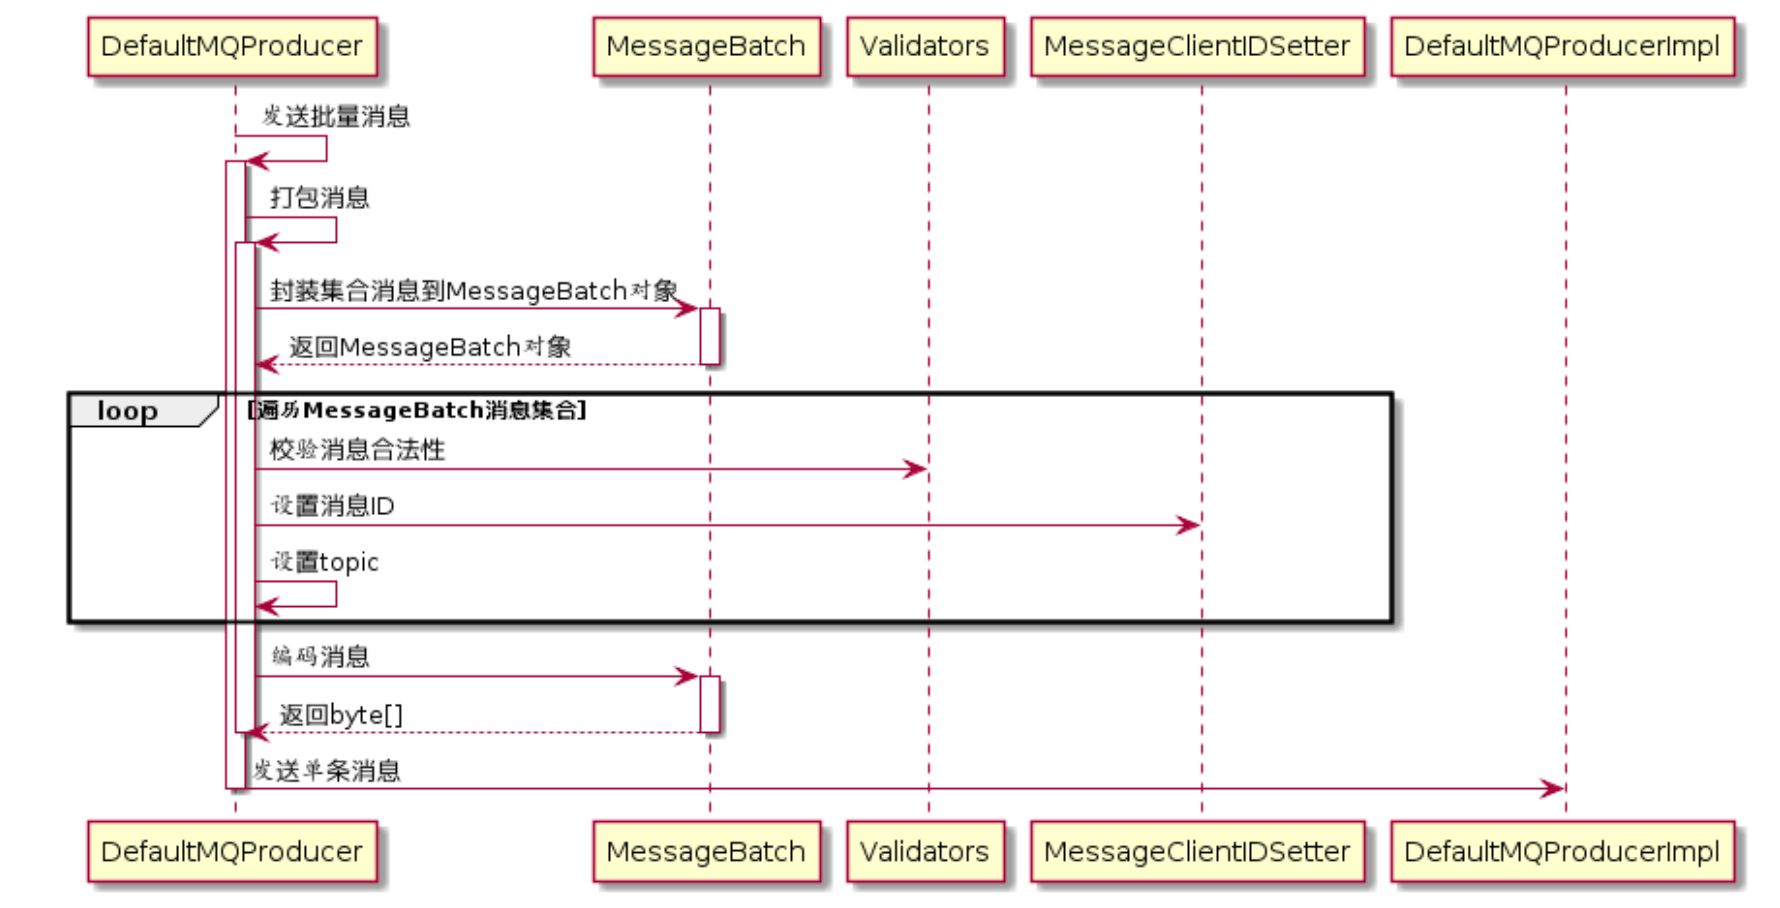 DefaultMQProducer MessageBatch Validators MessageClientIDSetter DefaultMQProducerImpl
发送批量消息
打包消息
封装集合消息到MessageBatch对象
返回MessageBatch对象
loop [遍历MessageBatch消息集合]
校验消息合法性
设置消息ID
设置topic
编码消息
返回byte[]
发送单条消息
DefaultMQProducer MessageBatch Validators MessageClientIDSetter DefaultMQProducerImpl